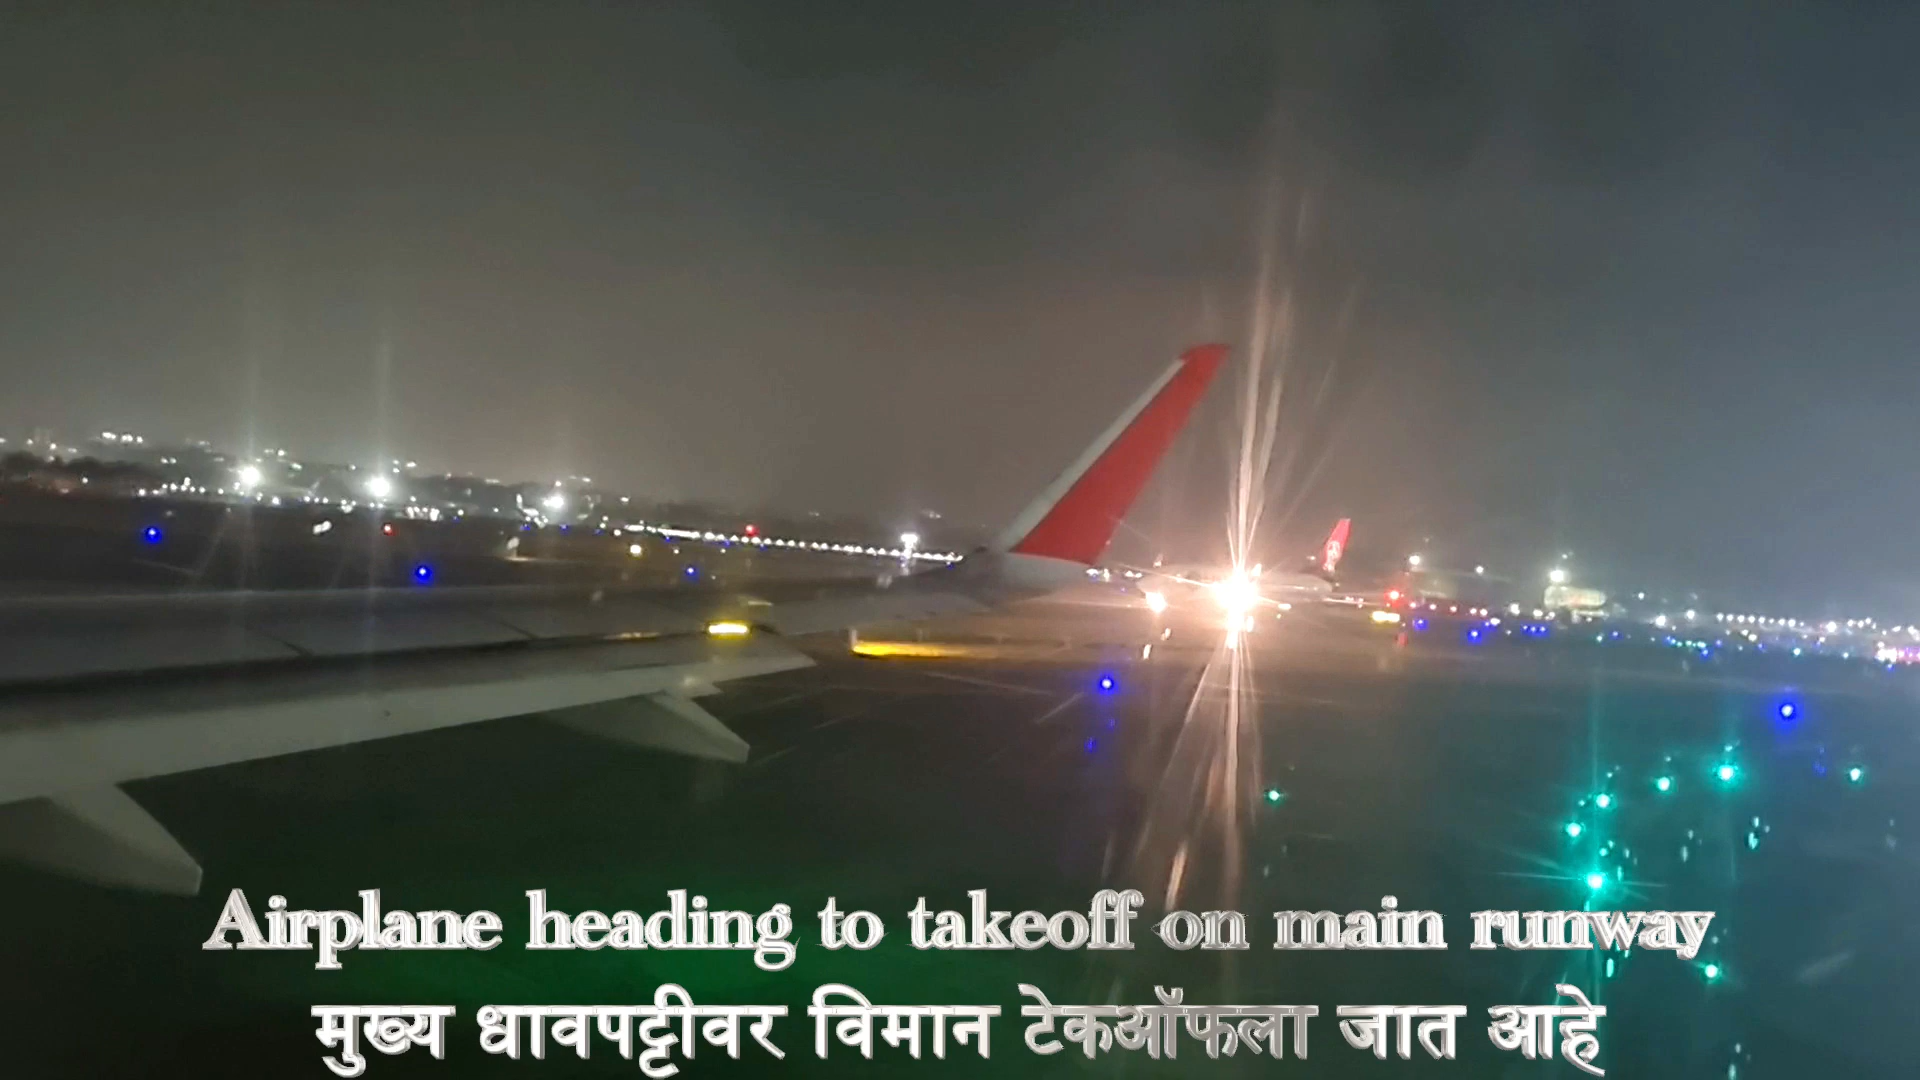 Airplane heading to takeoff on main runway
मुख्य धावपट्टीवर विमान टेकऑफला जात आहे